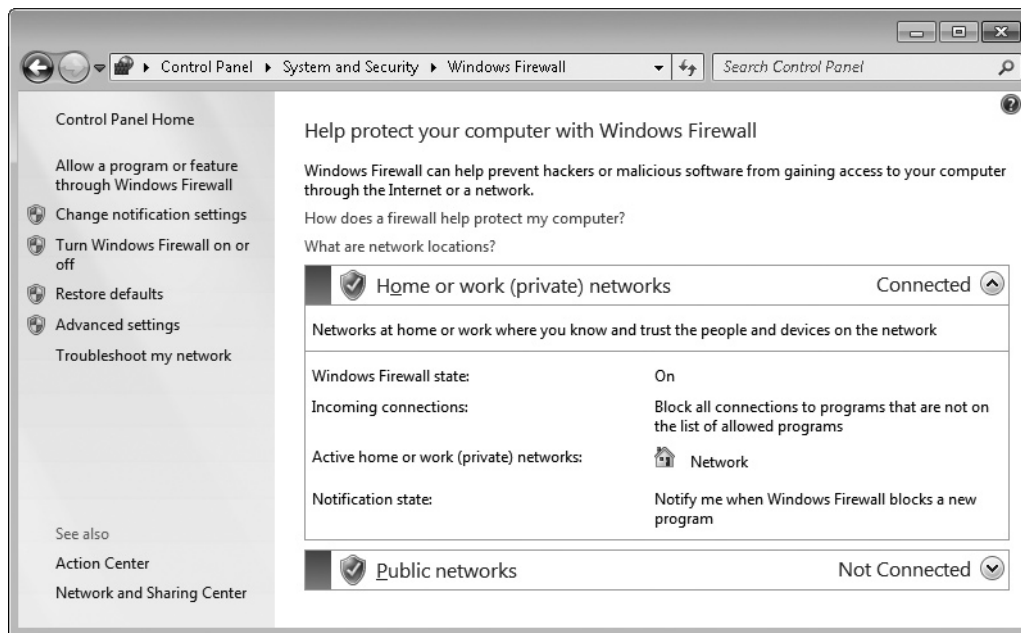 Control Panel ▸ System and Security ▸ Windows Firewall
Search Control Panel
Control Panel Home
Allow a program or feature
through Windows Firewall
Change notification settings
Turn Windows Firewall on or
off
Restore defaults
Advanced settings
Troubleshoot my network
See also
Action Center
Network and Sharing Center
Help protect your computer with Windows Firewall
Windows Firewall can help prevent hackers or malicious software from gaining access to your computer
through the Internet or a network.
How does a firewall help protect my computer?
What are network locations?
Home or work (private) networks Connected
Networks at home or work where you know and trust the people and devices on the network
Windows Firewall state: On
Incoming connections: Block all connections to programs that are not on
the list of allowed programs
Active home or work (private) networks: Network
Notification state: Notify me when Windows Firewall blocks a new
program
Public networks Not Connected